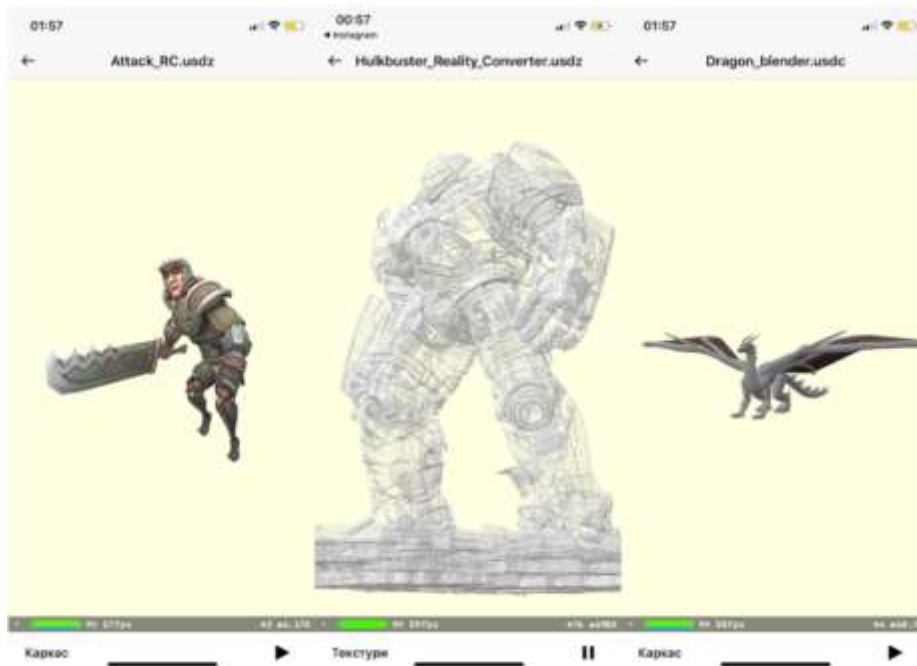 01:57
← Attack_RC.usdz
Каркас
00:57
◀ Instagram
← Hulkbuster_Reality_Converter.usdz
Текстури
01:57
← Dragon_blender.usdc
Каркас